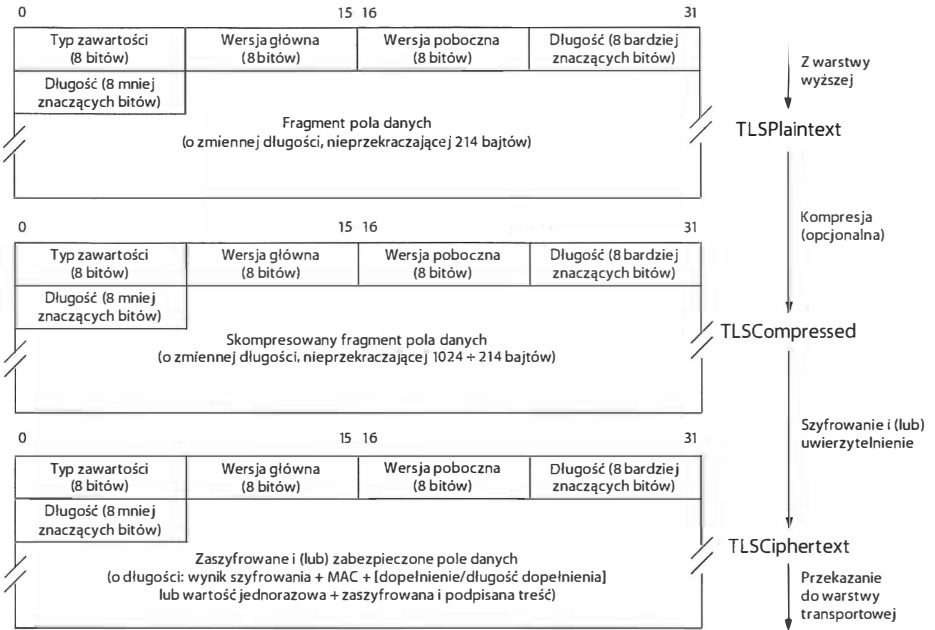 0 15 16 31
Typ zawartości
(8 bitów)
Wersja główna
(8 bitów)
Wersja poboczna
(8 bitów)
Długość (8 bardziej
znaczących bitów)
Długość (8 mniej
znaczących bitów)
Fragment pola danych
(o zmiennej długości, nieprzekraczającej 214 bajtów)
Z warstwy
wyższej
TLSPlaintext
Kompresja
(opcjonalna)
0 15 16 31
Typ zawartości
(8 bitów)
Wersja główna
(8 bitów)
Wersja poboczna
(8 bitów)
Długość (8 bardziej
znaczących bitów)
Długość (8 mniej
znaczących bitów)
Skompresowany fragment pola danych
(o zmiennej długości, nieprzekraczającej 1024 + 214 bajtów)
TLSCompressed
Szyfrowanie i (lub)
uwierzytelnienie
0 15 16 31
Typ zawartości
(8 bitów)
Wersja główna
(8 bitów)
Wersja poboczna
(8 bitów)
Długość (8 bardziej
znaczących bitów)
Długość (8 mniej
znaczących bitów)
Zaszyfrowane i (lub) zabezpieczone pole danych
(o długości: wynik szyfrowania + MAC + [dopełnienie/długość dopełnienia]
lub wartość jednorazowa + zaszyfrowana i podpisana treść)
TLSCiphertext
Przekazanie
do warstwy
transportowej